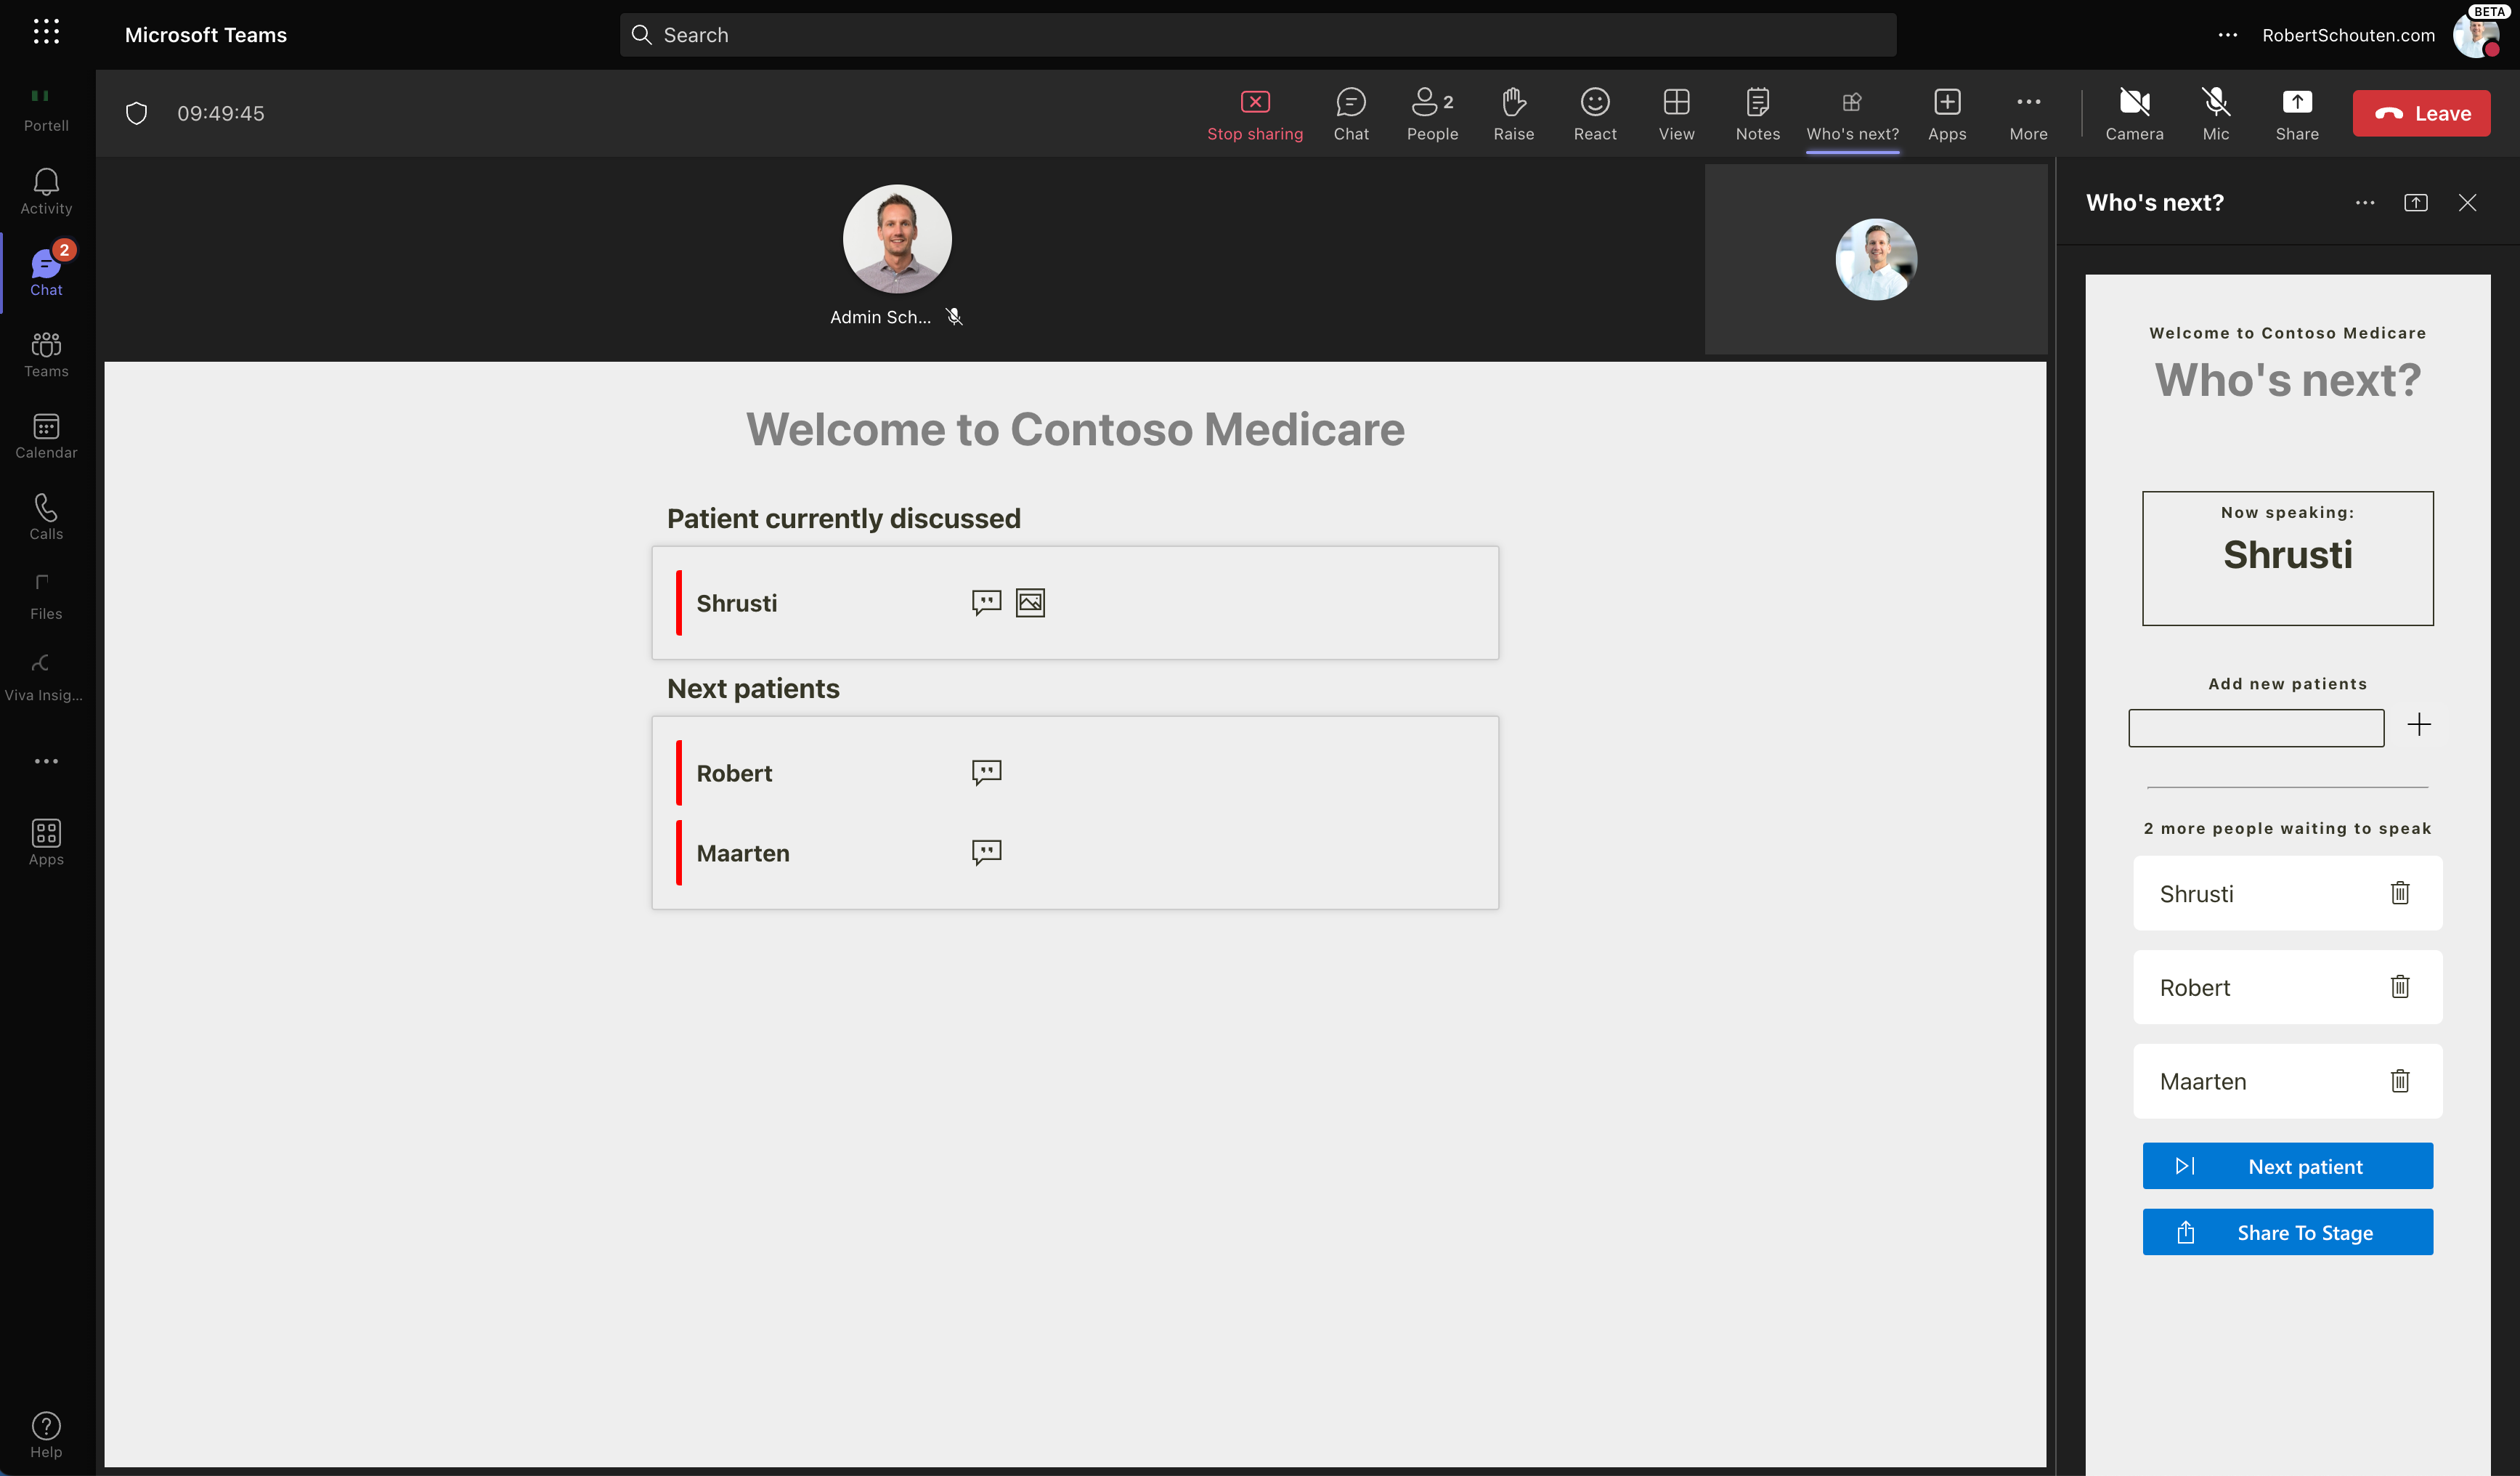 BETA
Microsoft Teams
Search
RobertSchouten.com
Portell
Activity
2
Chat
Teams
Calendar
Calls
Files
Viva Insig...
Apps
Help
09:49:45
Stop sharing
Chat
2
People
Raise
React
View
Notes
Who's next?
Apps
More
Camera
Mic
Share
Leave
Admin Sch...
Welcome to Contoso Medicare
Patient currently discussed
Shrusti
Next patients
Robert
Maarten
Who's next?
Welcome to Contoso Medicare
Who's next?
Now speaking:
Shrusti
Add new patients
2 more people waiting to speak
Shrusti
Robert
Maarten
Next patient
Share To Stage